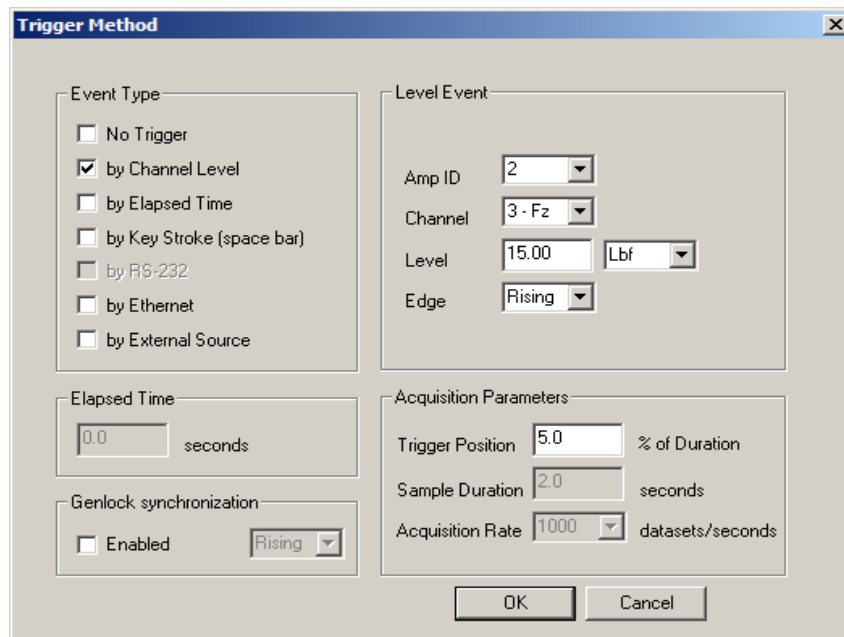 Trigger Method
Event Type
No Trigger
by Channel Level
by Elapsed Time
by Key Stroke (space bar)
by RS-232
by Ethernet
by External Source
Level Event
Amp ID 2
Channel 3 - Fz
Level 15.00 Lbf
Edge Rising
Elapsed Time
0.0 seconds
Genlock synchronization
Enabled Rising
Acquisition Parameters
Trigger Position 5.0 % of Duration
Sample Duration 2.0 seconds
Acquisition Rate 1000 datasets/seconds
OK Cancel